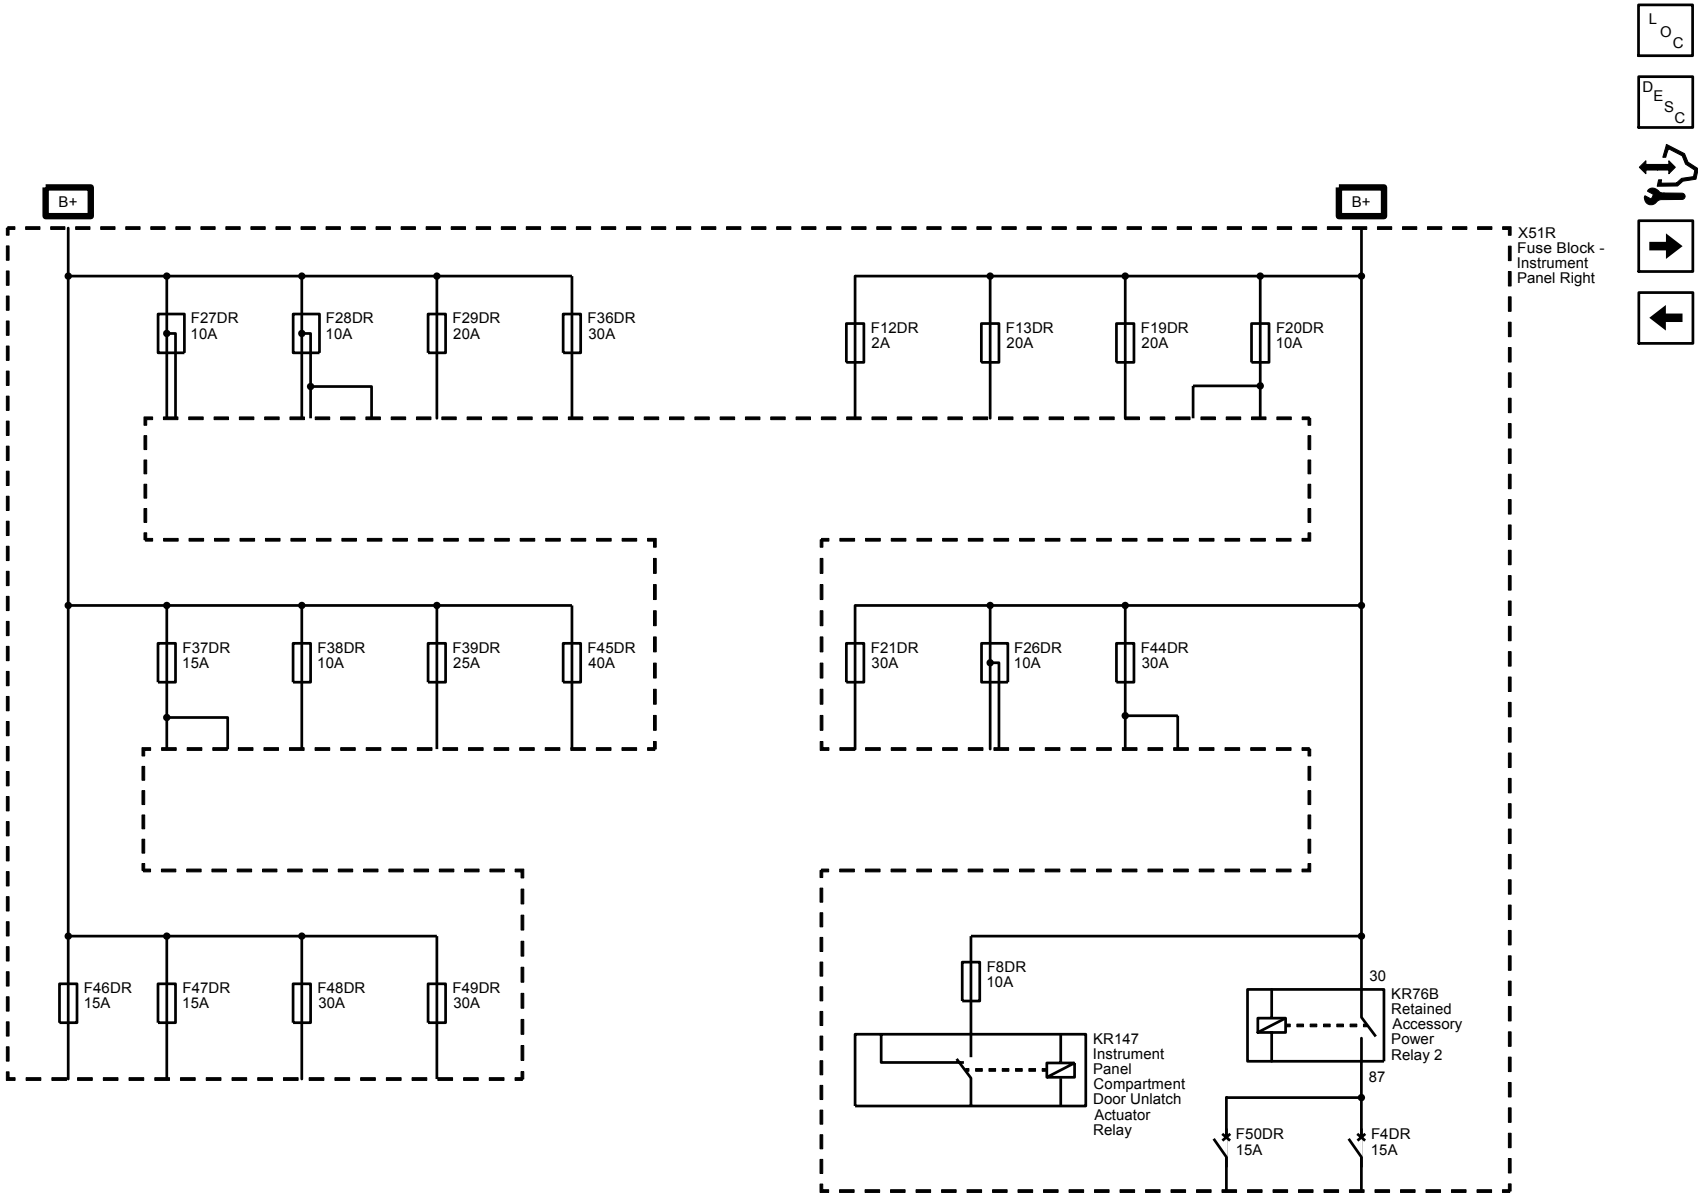 L
O
C
D
E
S
C
B+
B+
X51R
Fuse Block -
Instrument
Panel Right
F27DR
10A
F28DR
10A
F29DR
20A
F36DR
30A
F12DR
2A
F13DR
20A
F19DR
20A
F20DR
10A
F37DR
15A
F38DR
10A
F39DR
25A
F45DR
40A
F21DR
30A
F26DR
10A
F44DR
30A
F46DR
15A
F47DR
15A
F48DR
30A
F49DR
30A
F8DR
10A
KR147
Instrument
Panel
Compartment
Door Unlatch
Actuator
Relay
30
KR76B
Retained
Accessory
Power
Relay 2
87
F50DR
15A
F4DR
15A